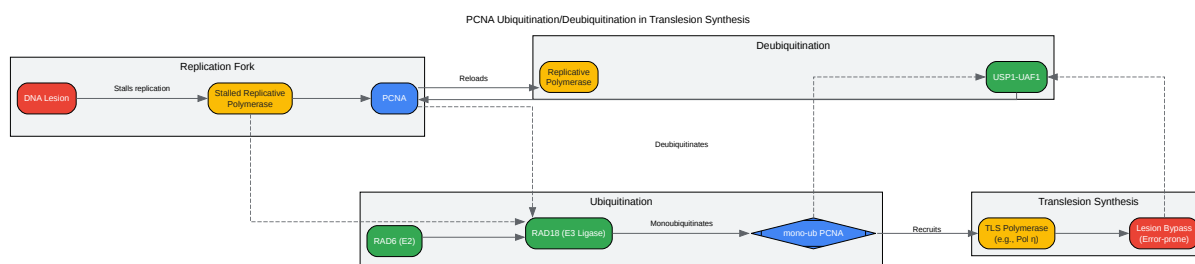 PCNA Ubiquitination/Deubiquitination in Translesion Synthesis
Deubiquitination
Replication Fork
Replicative
Polymerase
USP1-UAF1
Reloads
DNA Lesion
Stalls replication
Stalled Replicative
Polymerase
PCNA
Deubiquitinates
Ubiquitination
Translesion Synthesis
RAD6 (E2)
RAD18 (E3 Ligase)
Monoubiquitinates
mono-ub PCNA
Recruits
TLS Polymerase
(e.g., Pol η)
Lesion Bypass
(Error-prone)